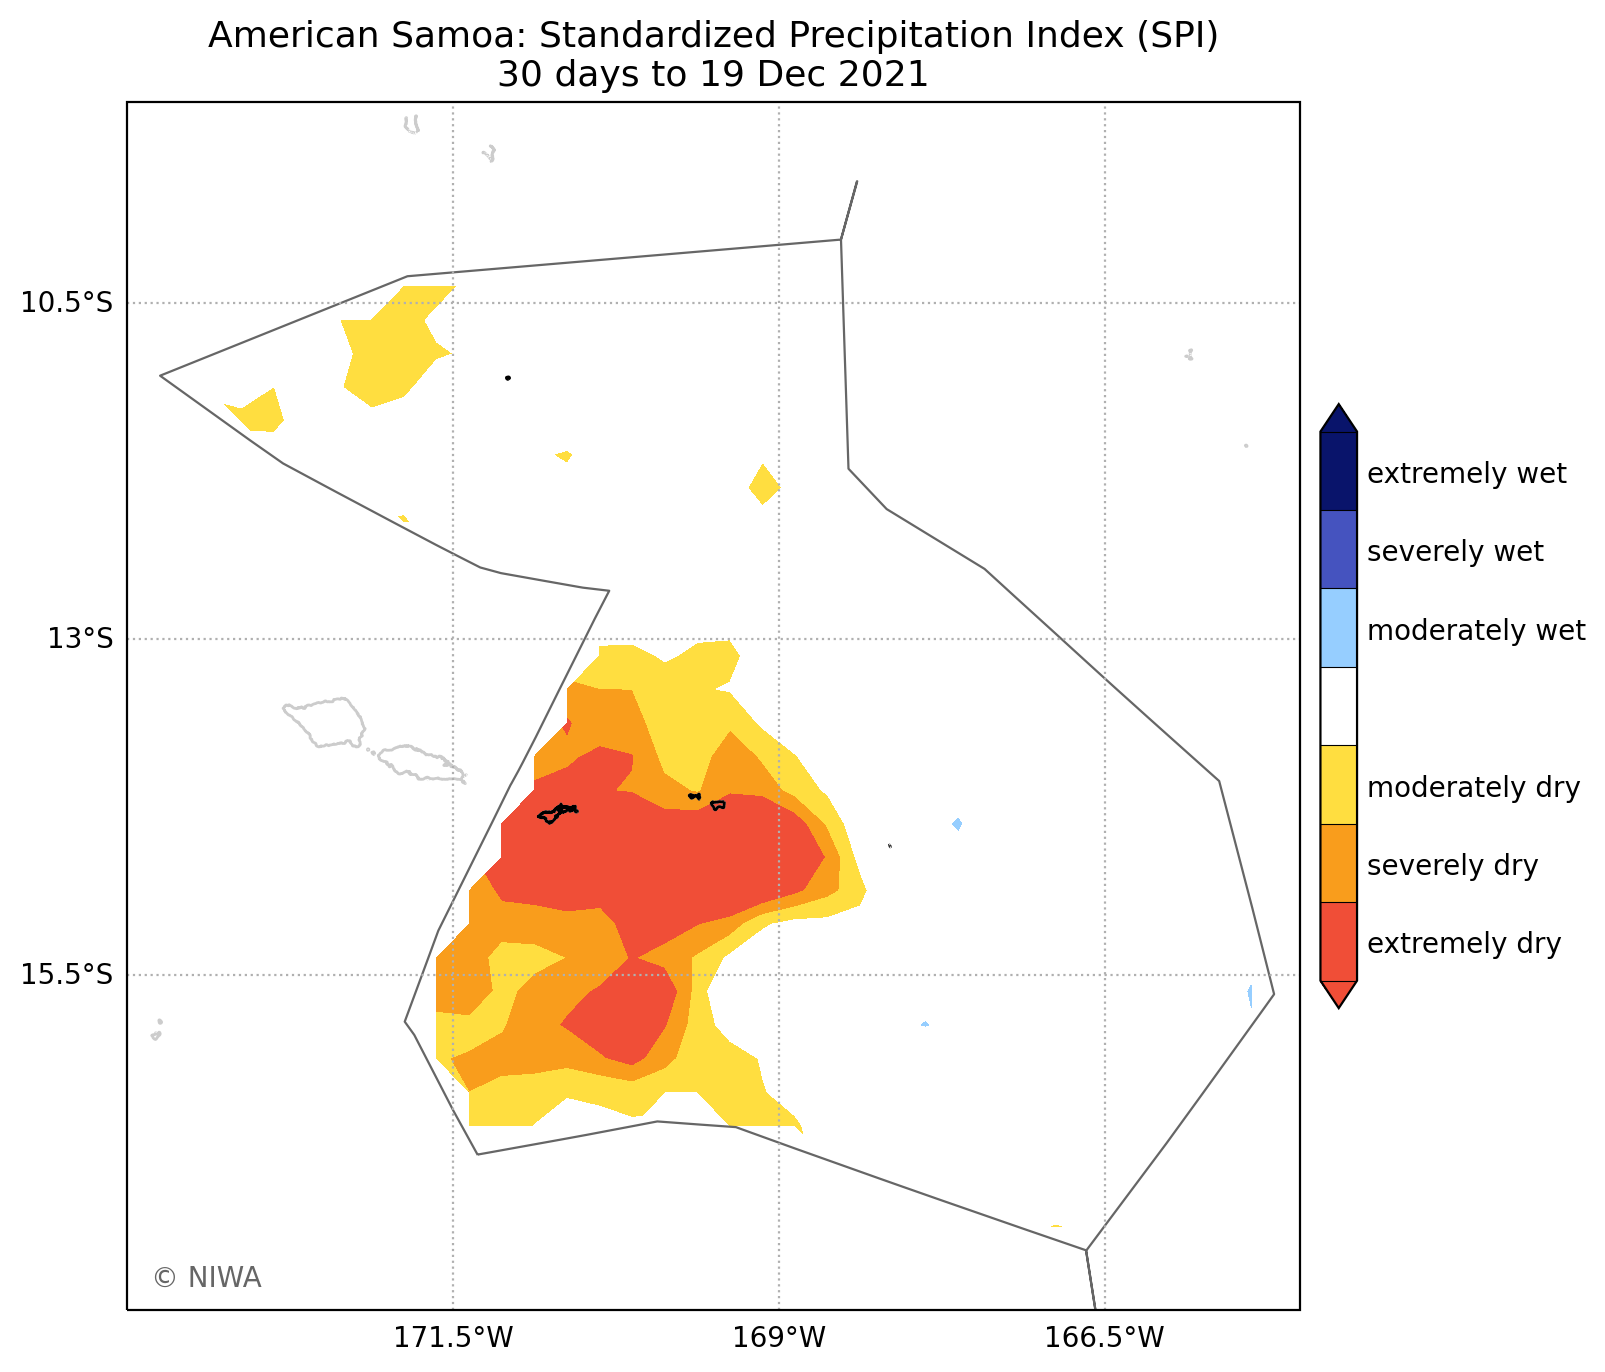 American Samoa: Standardized Precipitation Index (SPI)
30 days to 19 Dec 2021
10.5°S
13°S
15.5°S
171.5°W
169°W
166.5°W
extremely wet
severely wet
moderately wet
moderately dry
severely dry
extremely dry
© NIWA